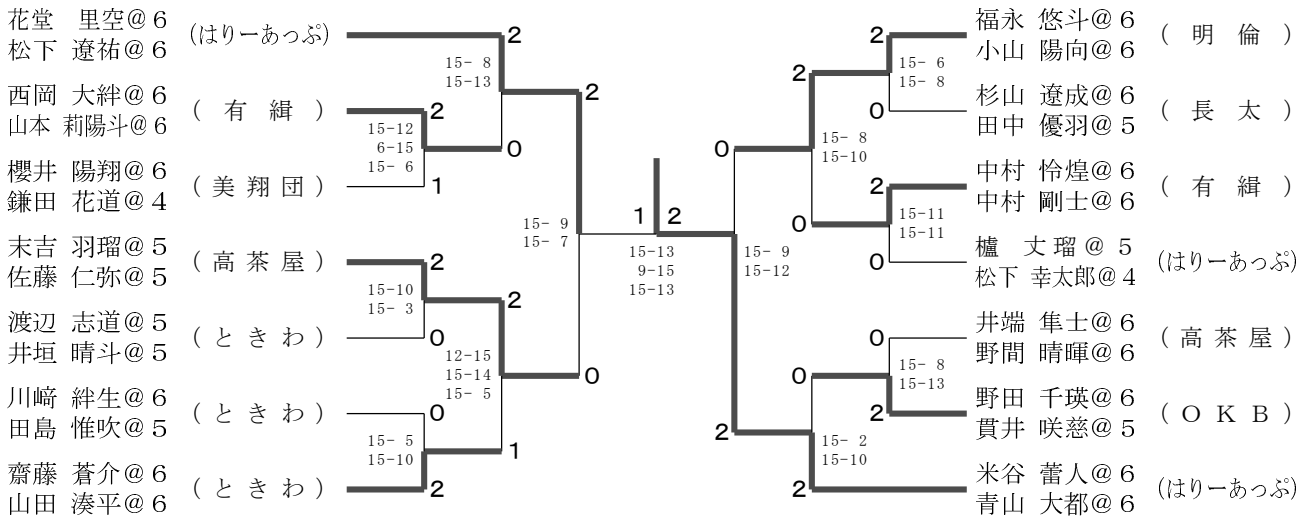 花堂 里空@６
松下 遼祐@６
(はりーあっぷ)
西岡 大絆@６
山本 莉陽斗@６
( 有 緝 )
櫻井 陽翔@６
鎌田 花道@４
( 美 翔 団 )
末吉 羽瑠@５
佐藤 仁弥@５
( 高 茶 屋 )
渡辺 志道@５
井垣 晴斗@５
( と き わ )
川﨑 絆生@６
田島 惟吹@５
( と き わ )
齋藤 蒼介@６
山田 湊平@６
( と き わ )
2
15- 8
15-13
2
2
15-12
6-15
15- 6
0
1
15- 9
15- 7
2
15-10
15- 3
2
0
12-15
15-14
15- 5
0
0
15- 5
15-10
1
2
1
2
15-13
9-15
15-13
2
15- 6
15- 8
2
0
15- 8
15-10
0
2
15-11
15-11
0
0
15- 9
15-12
0
15- 8
15-13
0
2
2
15- 2
15-10
2
福永 悠斗@６
小山 陽向@６
( 明 倫 )
杉山 遼成@６
田中 優羽@５
( 長 太 )
中村 怜煌@６
中村 剛士@６
( 有 緝 )
櫨 丈瑠@５
松下 幸太郎@４
(はりーあっぷ)
井端 隼士@６
野間 晴暉@６
( 高 茶 屋 )
野田 千瑛@６
貫井 咲慈@５
( Ｏ Ｋ Ｂ )
米谷 蕾人@６
青山 大都@６
(はりーあっぷ)